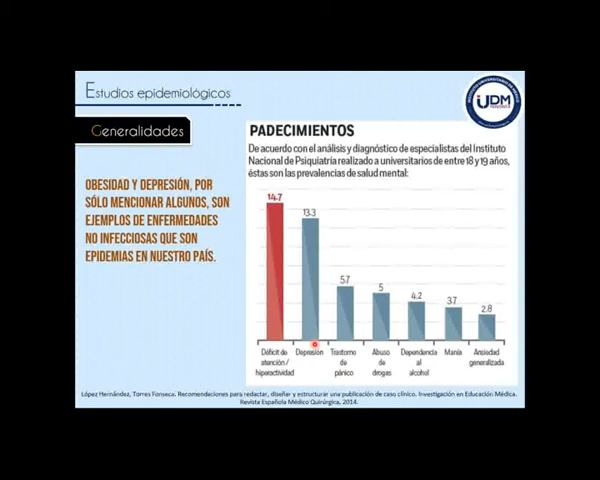 Estudios epidemiológicos
UDM
Generalidades
OBESIDAD Y DEPRESIÓN, POR
SÓLO MENCIONAR ALGUNOS, SON
EJEMPLOS DE ENFERMEDADES
NO INFECCIOSAS QUE SON
EPIDEMIAS EN NUESTRO PAÍS.
PADECIMIENTOS
De acuerdo con el análisis y diagnóstico de especialistas del Instituto
Nacional de Psiquiatría realizado a universitarios de entre 18 y 19 años,
éstas son las prevalencias de salud mental:
14.7
13.3
5.7
5
4.2
3.7
2.8
Déficit de
atención /
hiperactividad
Depresión
Trastorno
de
pánico
Abuso
de
drogas
Dependencia
al
alcohol
Manía
Ansiedad
generalizada
López Hernández, Torres Fonseca. Recomendaciones para redactar, diseñar y estructurar una publicación de caso clínico. Investigación en Educación Médica.
Revista Española Médico Quirúrgica, 2014.